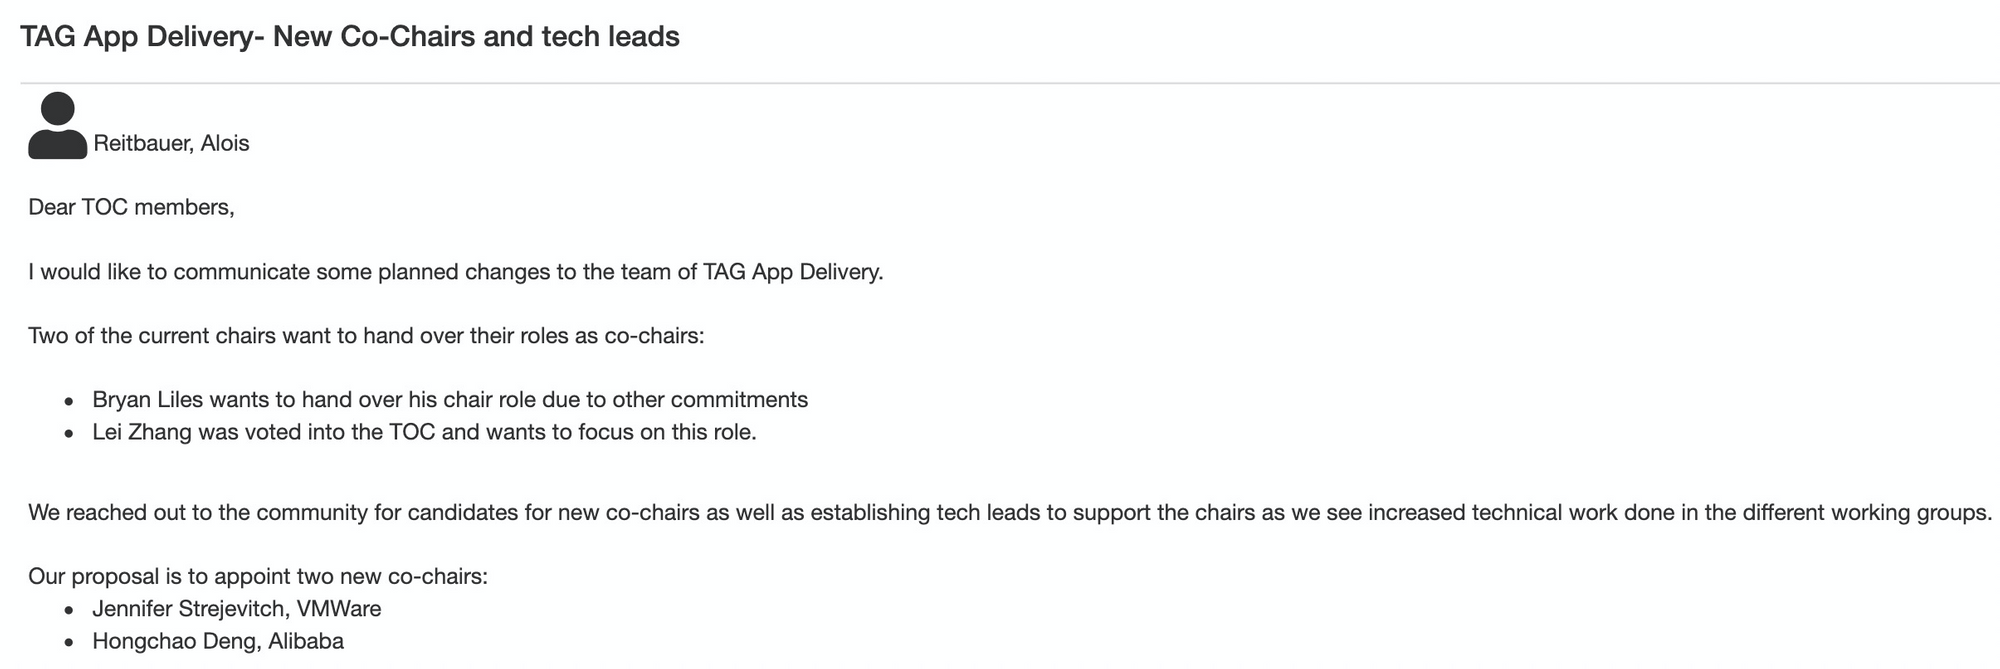 TAG App Delivery- New Co-Chairs and tech leads
Reitbauer, Alois
Dear TOC members,
I would like to communicate some planned changes to the team of TAG App Delivery.
Two of the current chairs want to hand over their roles as co-chairs:
• Bryan Liles wants to hand over his chair role due to other commitments
• Lei Zhang was voted into the TOC and wants to focus on this role.
We reached out to the community for candidates for new co-chairs as well as establishing tech leads to support the chairs as we see increased technical work done in the different working groups.
Our proposal is to appoint two new co-chairs:
• Jennifer Strejevitch, VMWare
• Hongchao Deng, Alibaba